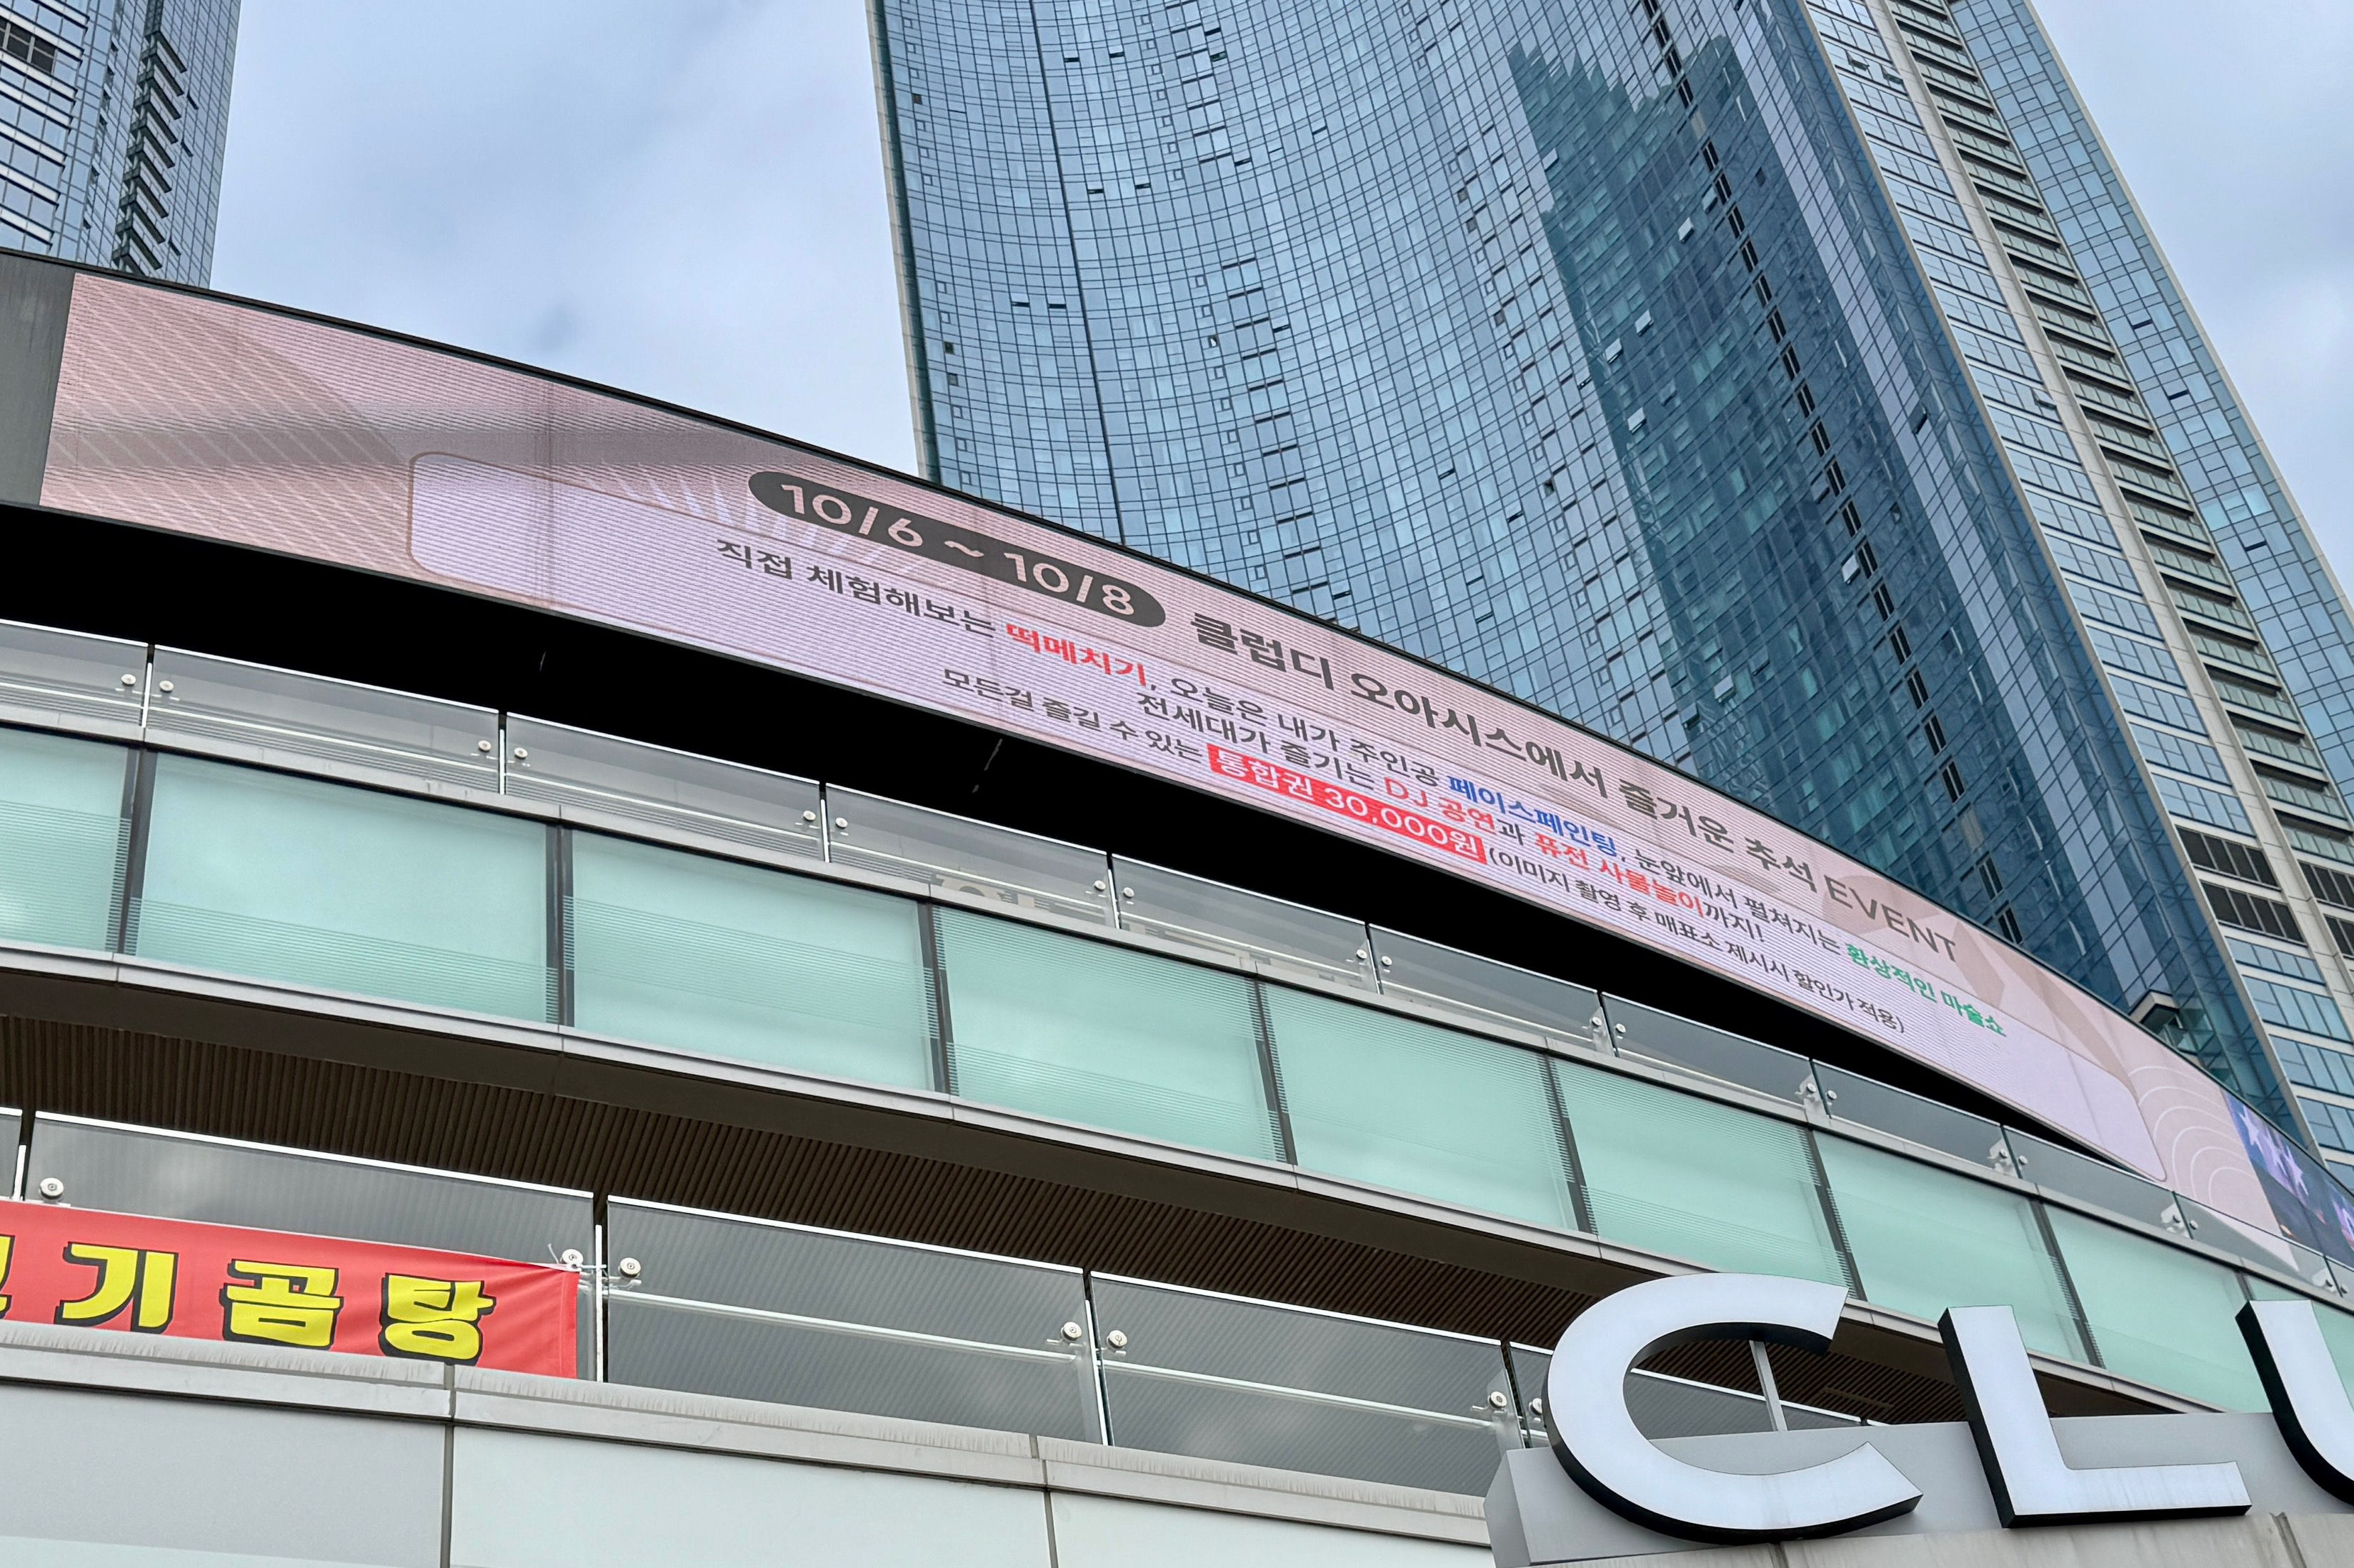 10/6 ~ 10/8 클럽디 오아시스에서 즐거운 추석 EVENT
직접 체험해보는 떡메치기, 오늘은 내가 주인공 페이스페인팅, 눈앞에서 펼쳐지는 환상적인 마술쇼
전세대가 즐기는 DJ 공연과 퓨전 사물놀이까지!
모든걸 즐길 수 있는 통합권 30,000원 (이미지 촬영 후 매표소 제시시 할인가 적용)
기곰탕
CLU